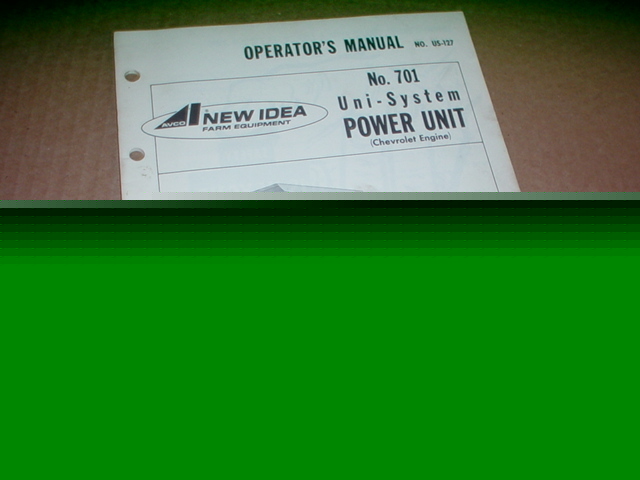 OPERATOR'S MANUAL NO. US-127
No. 701
Uni-System
POWER UNIT
(Chevrolet Engine)
AVCO NEW IDEA
FARM EQUIPMENT